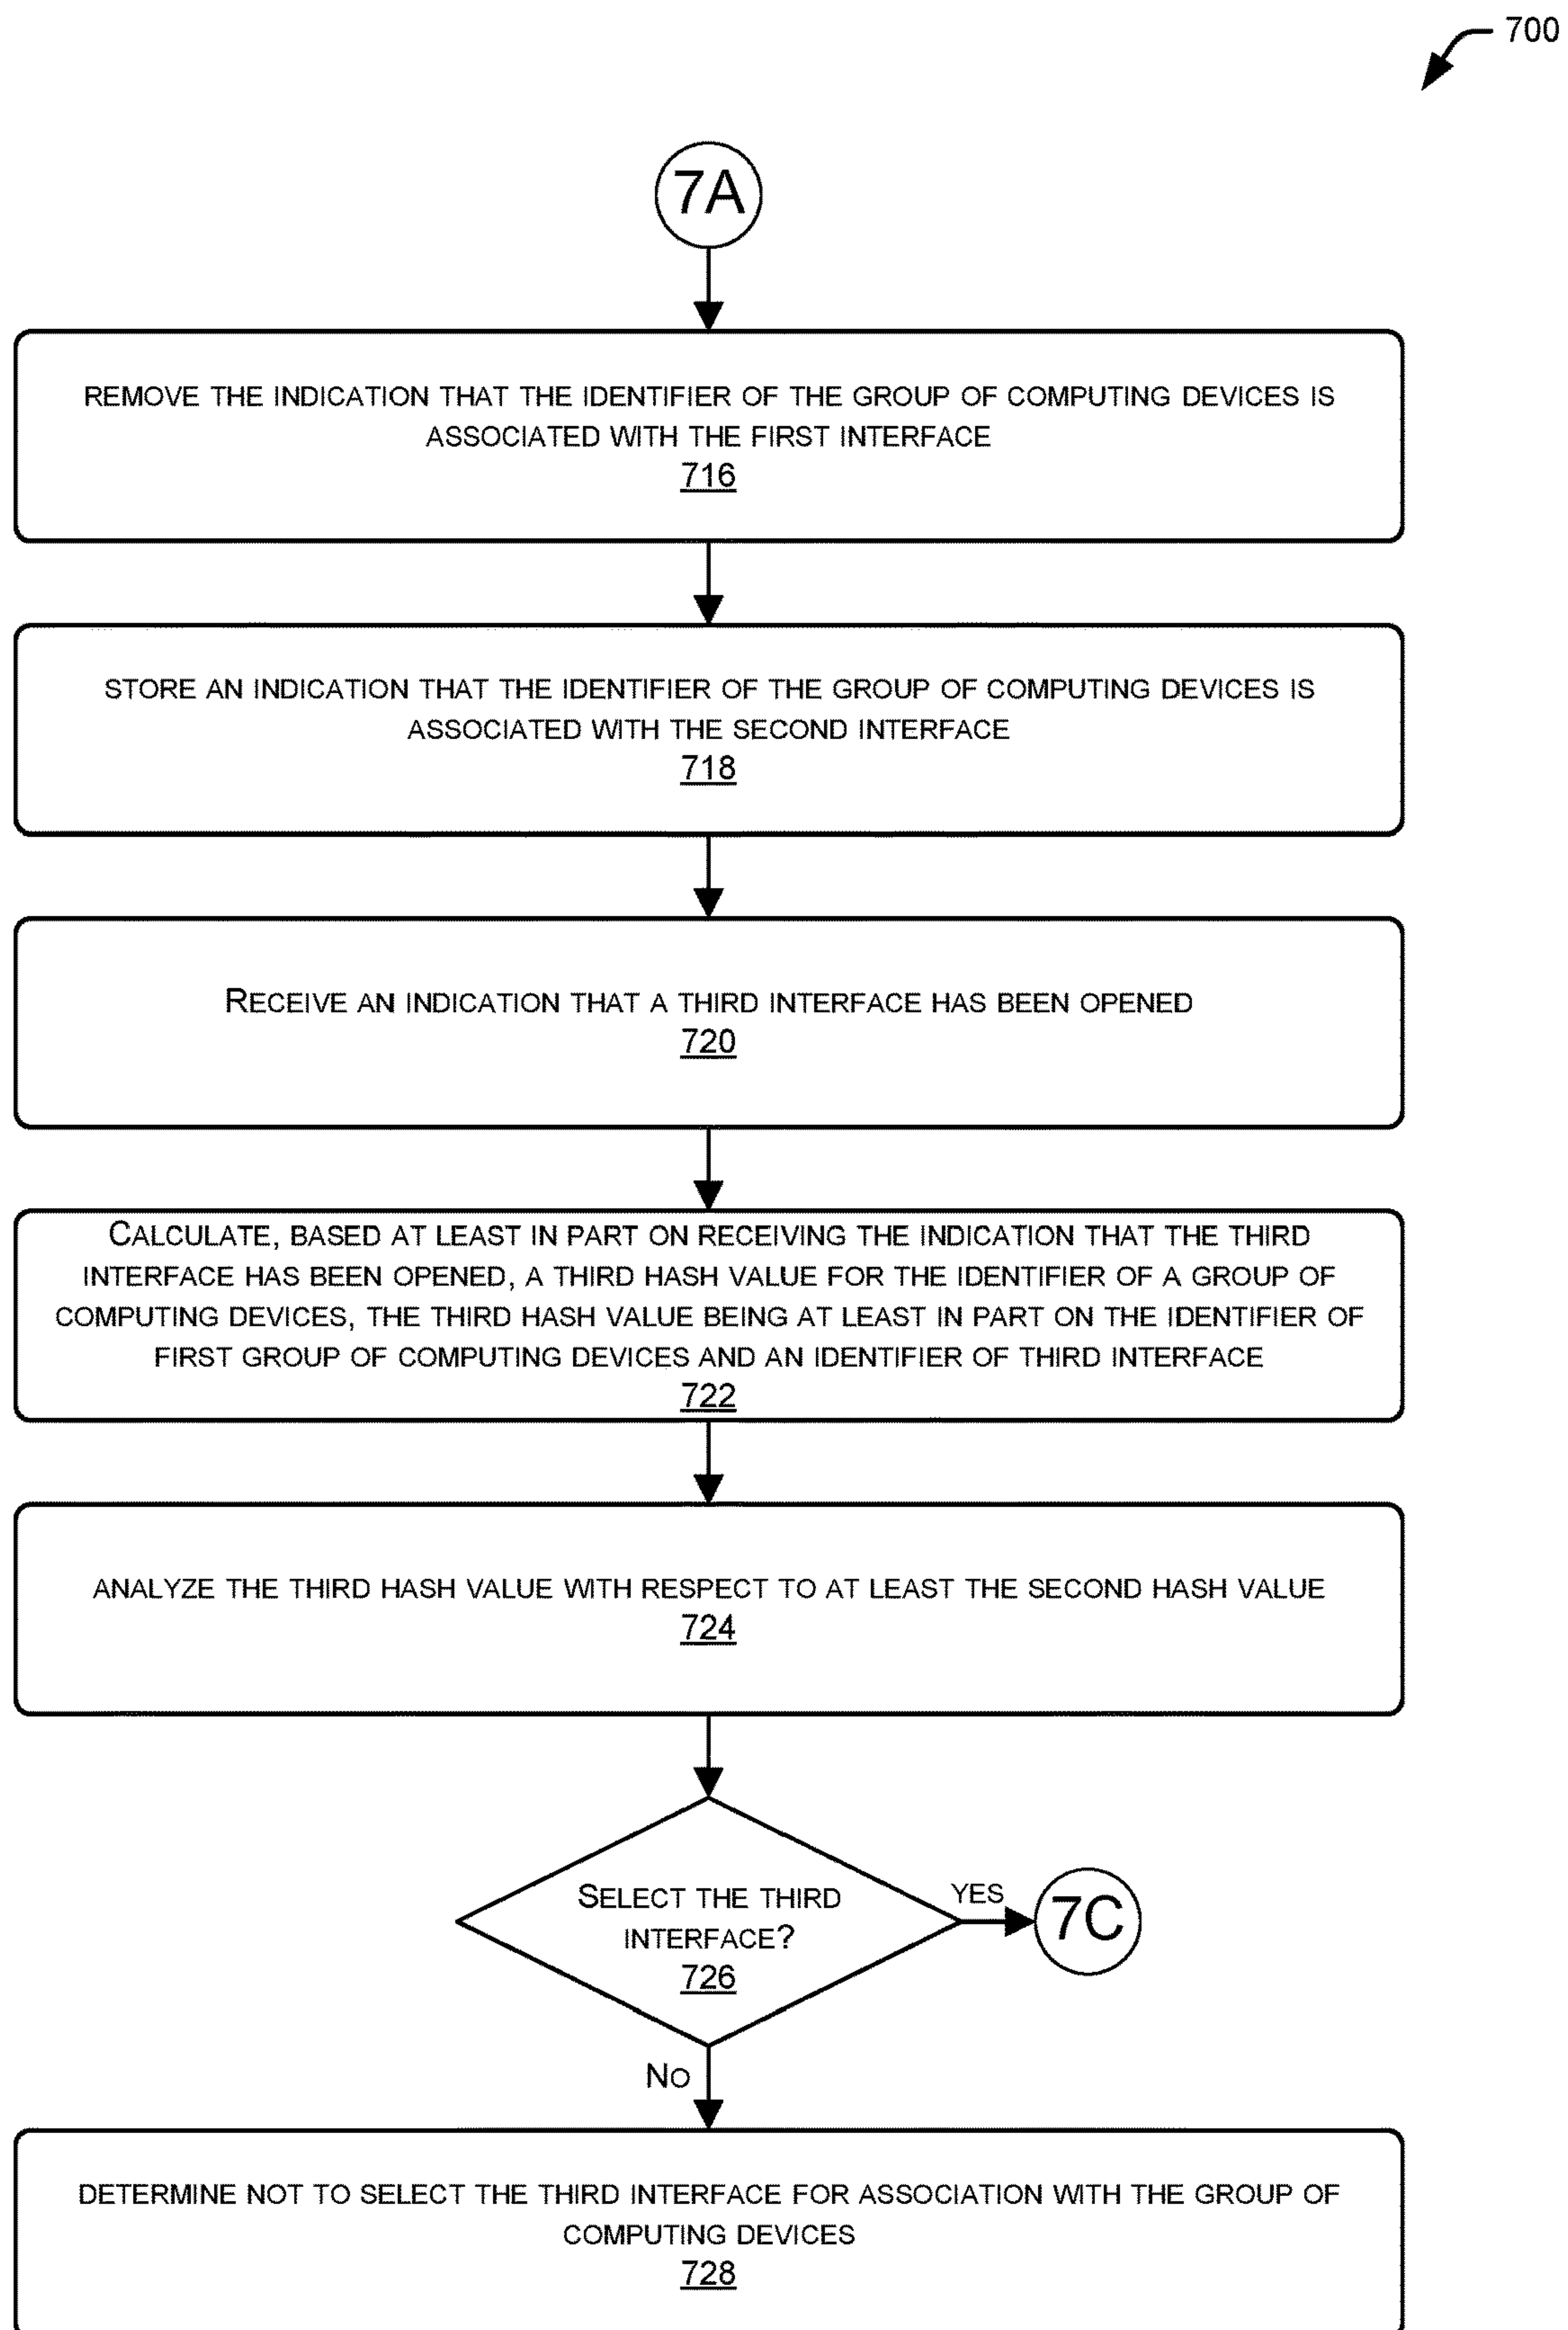 700
7A
REMOVE THE INDICATION THAT THE IDENTIFIER OF THE GROUP OF COMPUTING DEVICES IS
ASSOCIATED WITH THE FIRST INTERFACE
716
STORE AN INDICATION THAT THE IDENTIFIER OF THE GROUP OF COMPUTING DEVICES IS
ASSOCIATED WITH THE SECOND INTERFACE
718
RECEIVE AN INDICATION THAT A THIRD INTERFACE HAS BEEN OPENED
720
CALCULATE, BASED AT LEAST IN PART ON RECEIVING THE INDICATION THAT THE THIRD
INTERFACE HAS BEEN OPENED, A THIRD HASH VALUE FOR THE IDENTIFIER OF A GROUP OF
COMPUTING DEVICES, THE THIRD HASH VALUE BEING AT LEAST IN PART ON THE IDENTIFIER OF
FIRST GROUP OF COMPUTING DEVICES AND AN IDENTIFIER OF THIRD INTERFACE
722
ANALYZE THE THIRD HASH VALUE WITH RESPECT TO AT LEAST THE SECOND HASH VALUE
724
SELECT THE THIRD
INTERFACE?
726
YES
7C
NO
DETERMINE NOT TO SELECT THE THIRD INTERFACE FOR ASSOCIATION WITH THE GROUP OF
COMPUTING DEVICES
728